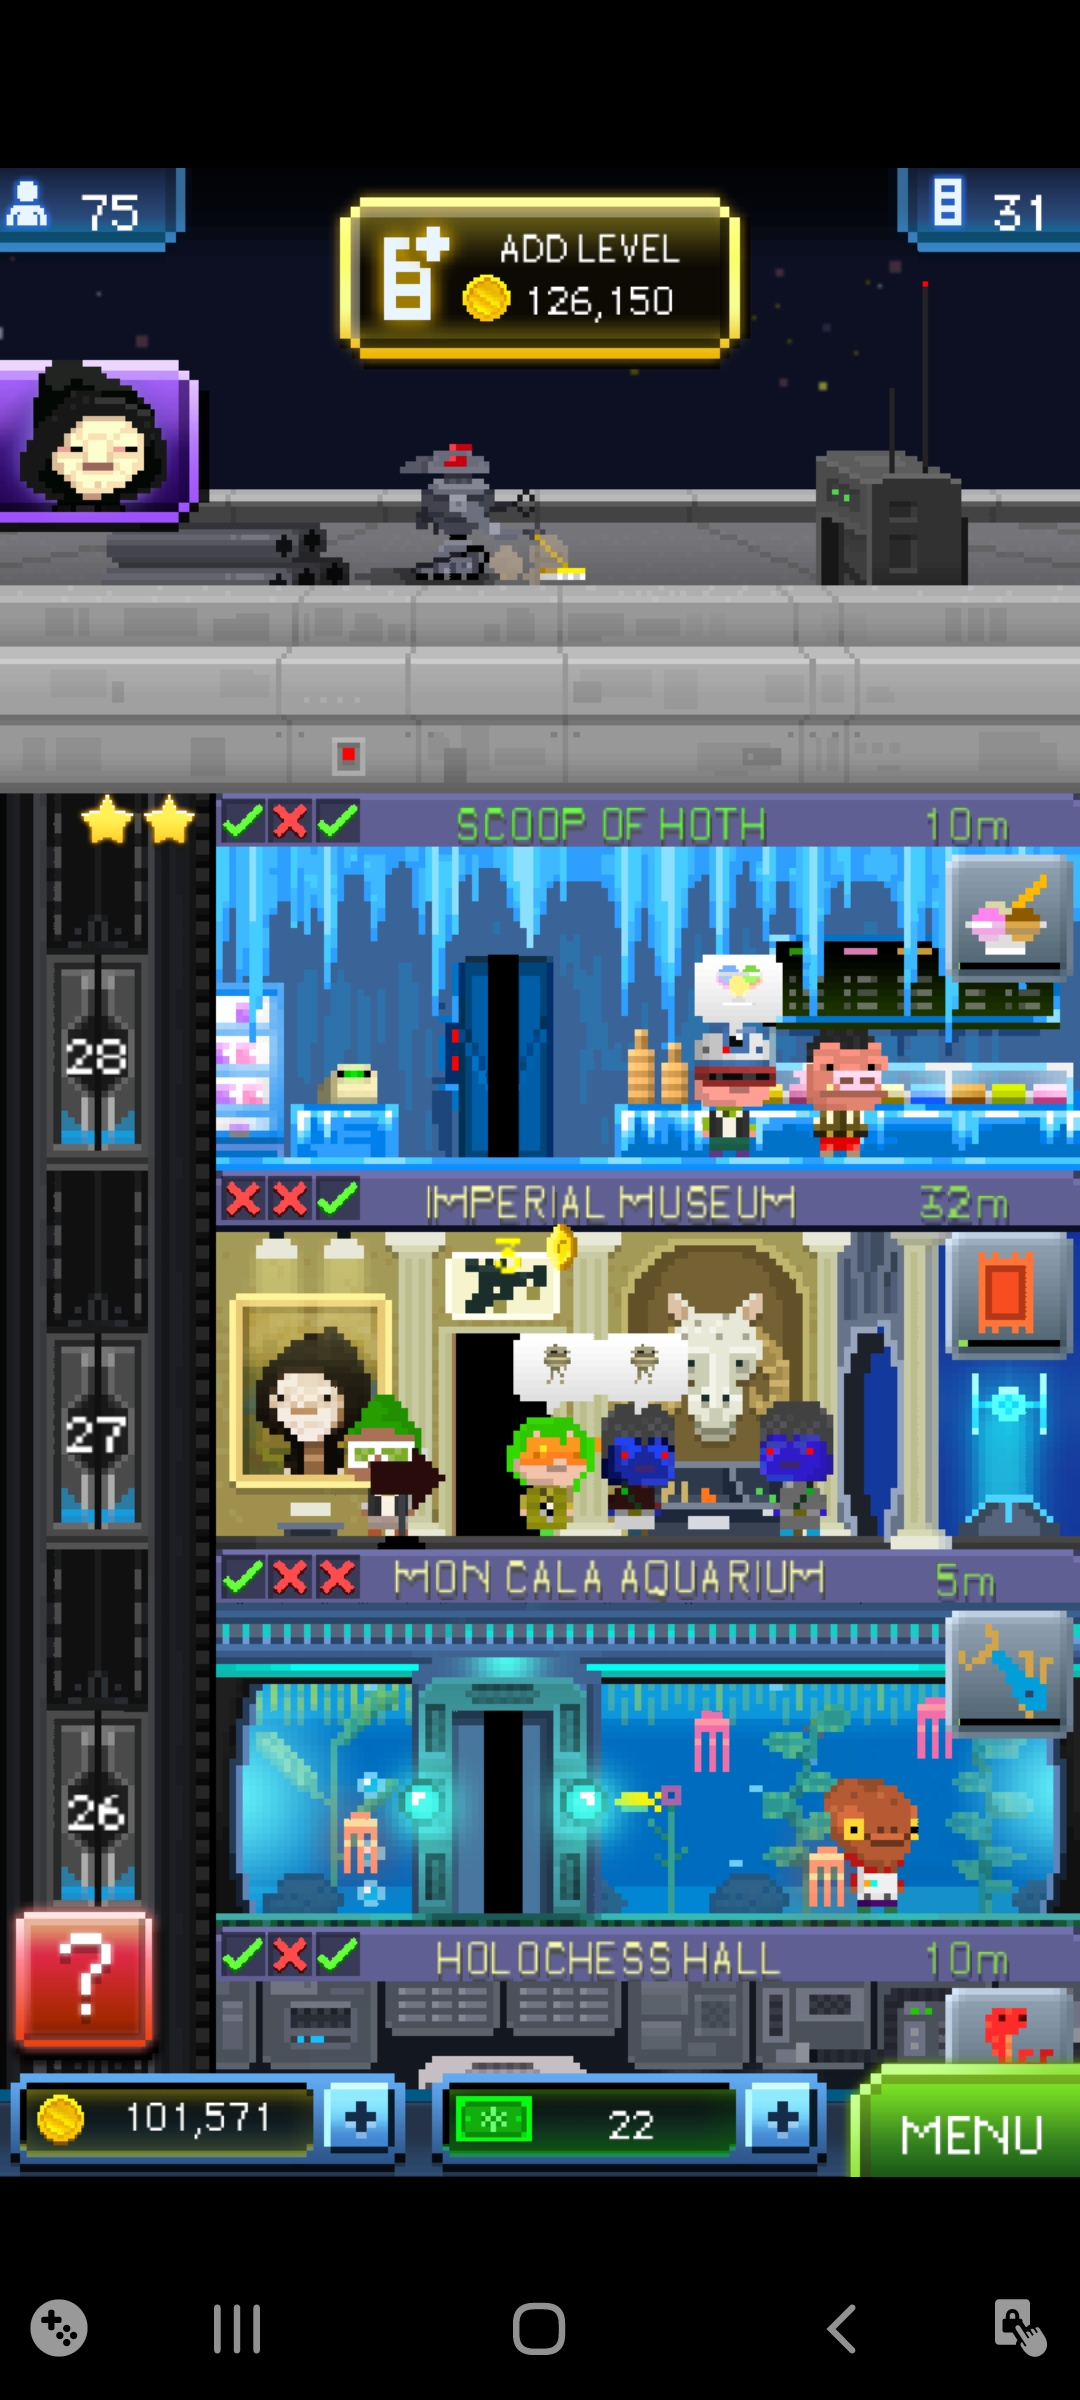 75
ADD LEVEL
126,150
31
SCOOP OF HOTH
10m
28
IMPERIAL MUSEUM
32m
27
MON CALA AQUARIUM
5m
26
?
HOLOCHESS HALL
10m
101,571
+
22
+
MENU